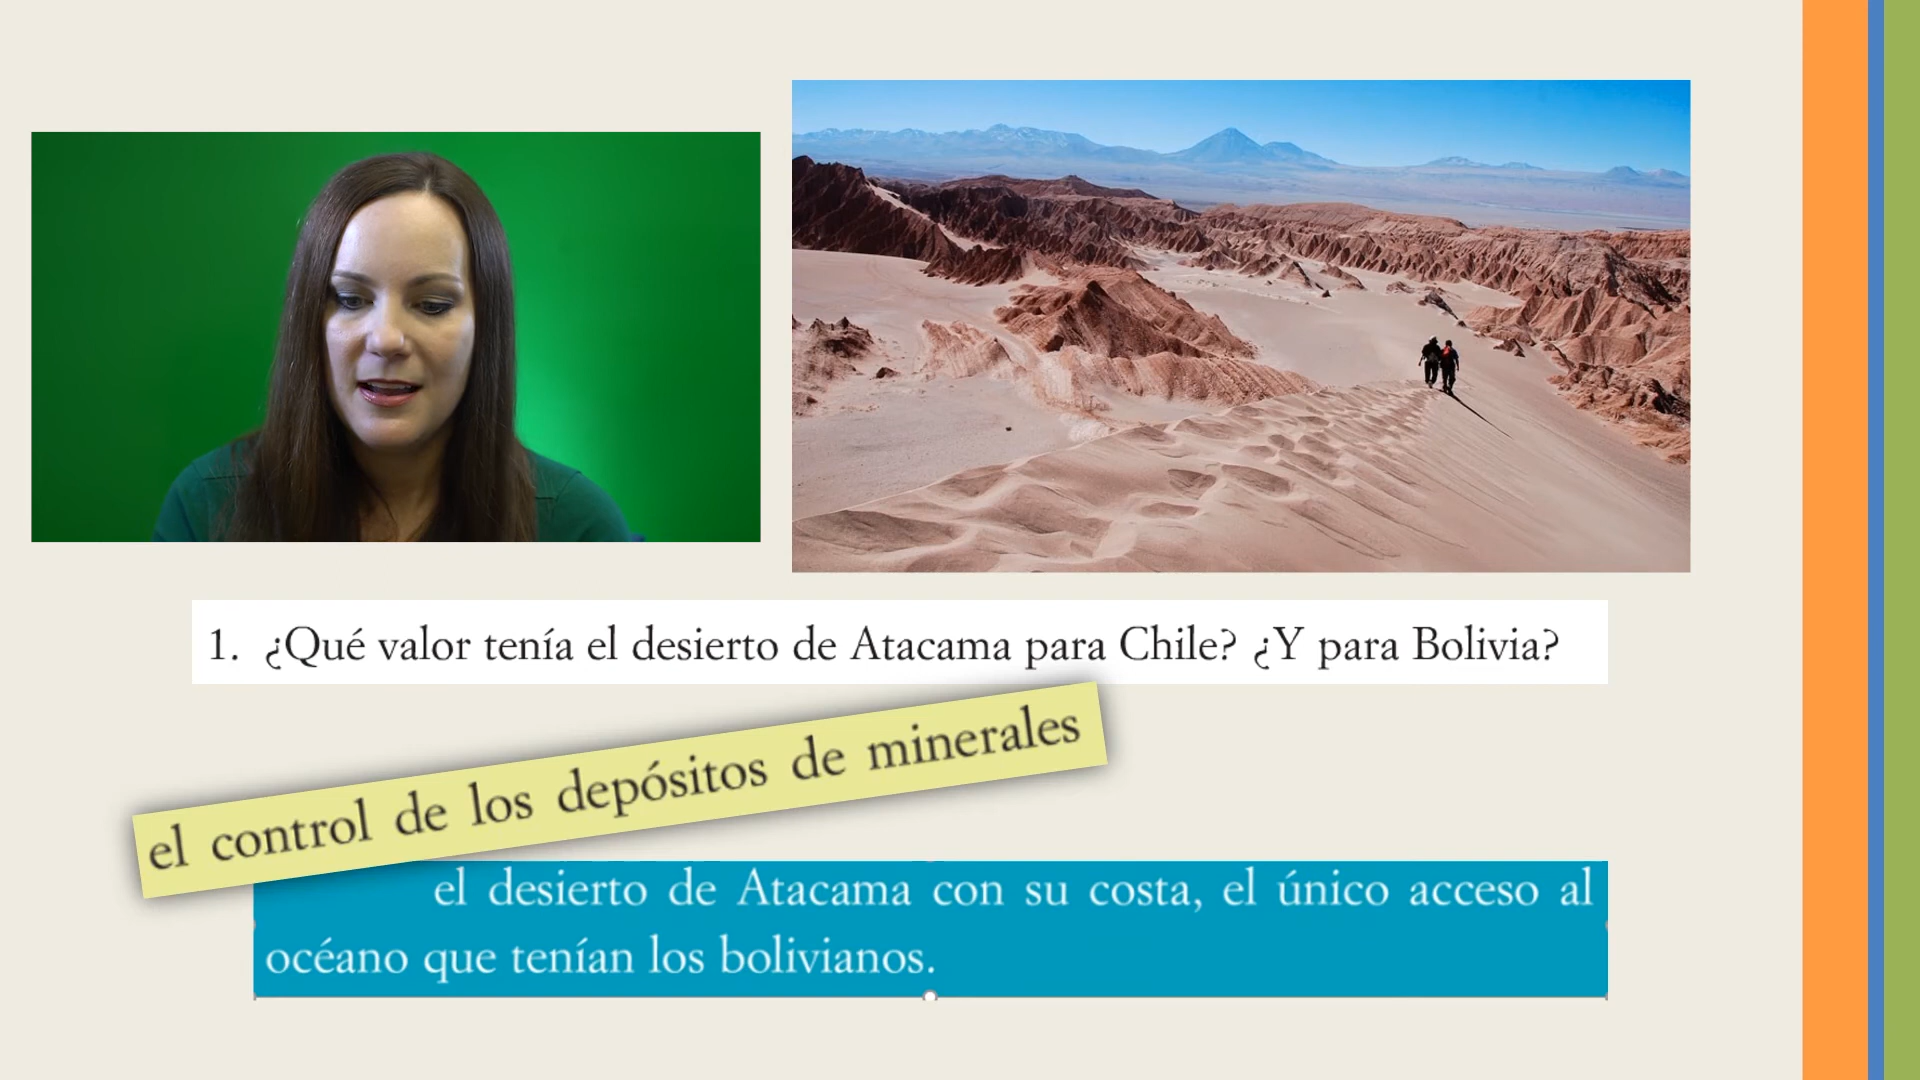 1. ¿Qué valor tenía el desierto de Atacama para Chile? ¿Y para Bolivia?
el control de los depósitos de minerales
el desierto de Atacama con su costa, el único acceso al
océano que tenían los bolivianos.